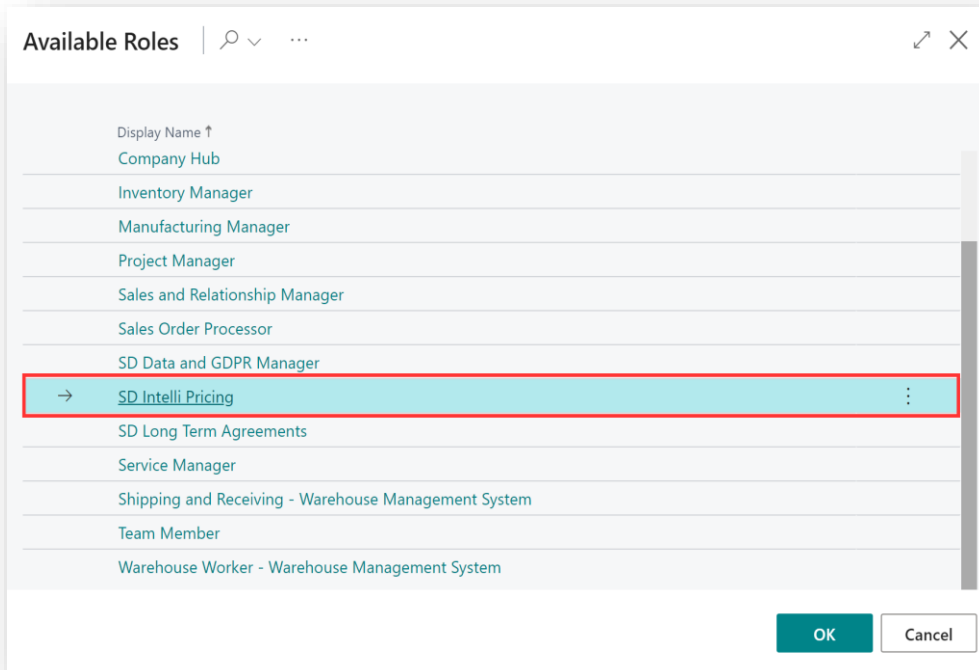 Available Roles
Display Name ↑
Company Hub
Inventory Manager
Manufacturing Manager
Project Manager
Sales and Relationship Manager
Sales Order Processor
SD Data and GDPR Manager
SD Intelli Pricing
SD Long Term Agreements
Service Manager
Shipping and Receiving - Warehouse Management System
Team Member
Warehouse Worker - Warehouse Management System
OK Cancel